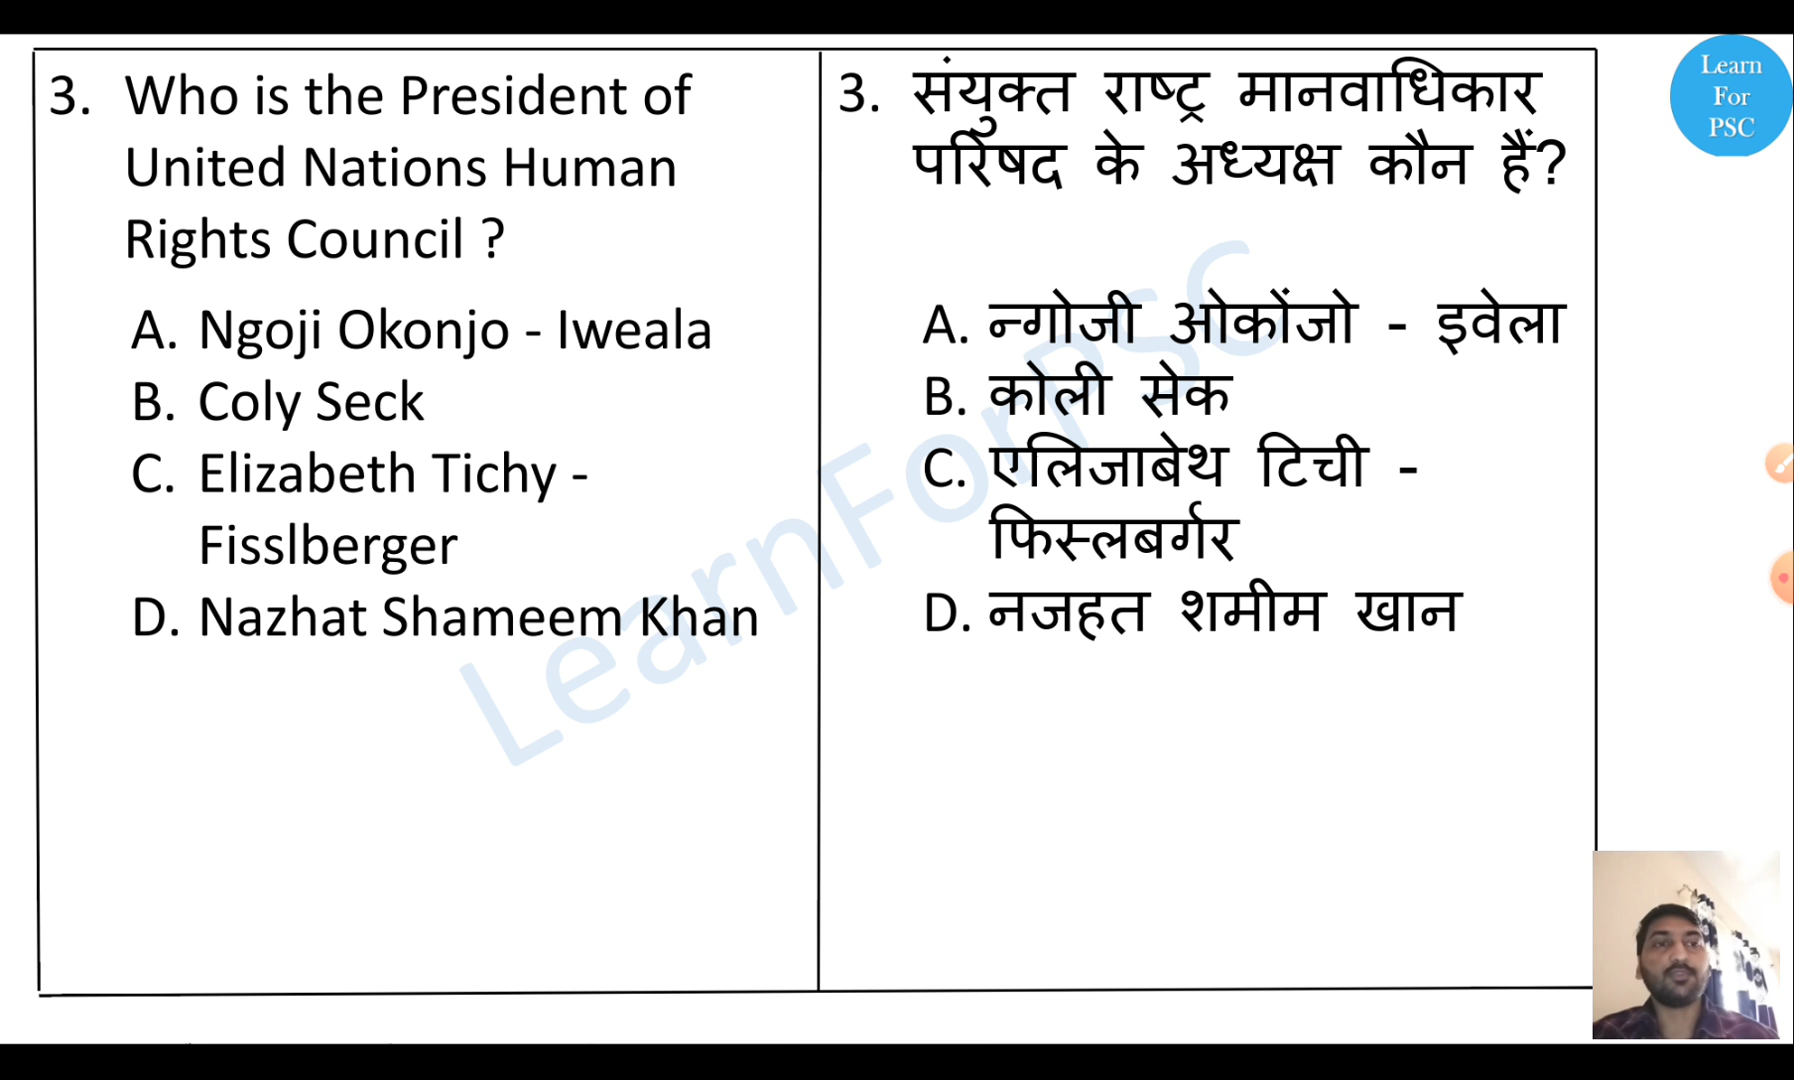 3. Who is the President of
United Nations Human
Rights Council ?
A. Ngoji Okonjo - Iweala
B. Coly Seck
C. Elizabeth Tichy -
Fisslberger
D. Nazhat Shameem Khan
3. संयुक्त राष्ट्र मानवाधिकार
परिषद के अध्यक्ष कौन हैं?
A. न्गोजी ओकोंजो - इवेला
B. कोली सेक
C. एलिजाबेथ टिची -
फिस्लबर्गर
D. नजहत शमीम खान
Learn
For
PSC
LearnForPSC